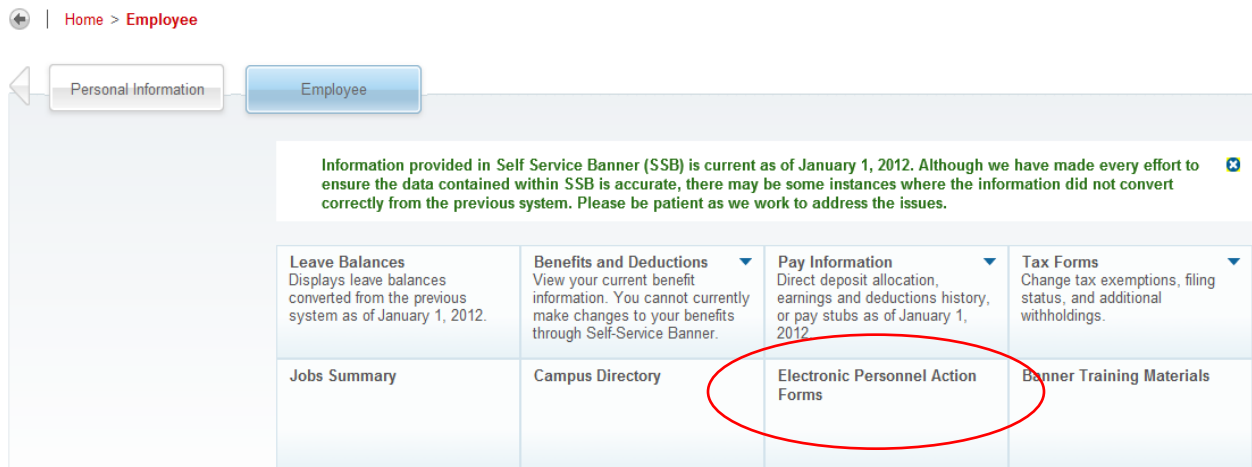 Home > Employee
Personal Information
Employee
Information provided in Self Service Banner (SSB) is current as of January 1, 2012. Although we have made every effort to
ensure the data contained within SSB is accurate, there may be some instances where the information did not convert
correctly from the previous system. Please be patient as we work to address the issues.
Leave Balances
Displays leave balances
converted from the previous
system as of January 1, 2012.
Benefits and Deductions
View your current benefit
information. You cannot currently
make changes to your benefits
through Self-Service Banner.
Pay Information
Direct deposit allocation,
earnings and deductions history,
or pay stubs as of January 1,
2012.
Tax Forms
Change tax exemptions, filing
status, and additional
withholdings.
Jobs Summary
Campus Directory
Electronic Personnel Action
Forms
Banner Training Materials